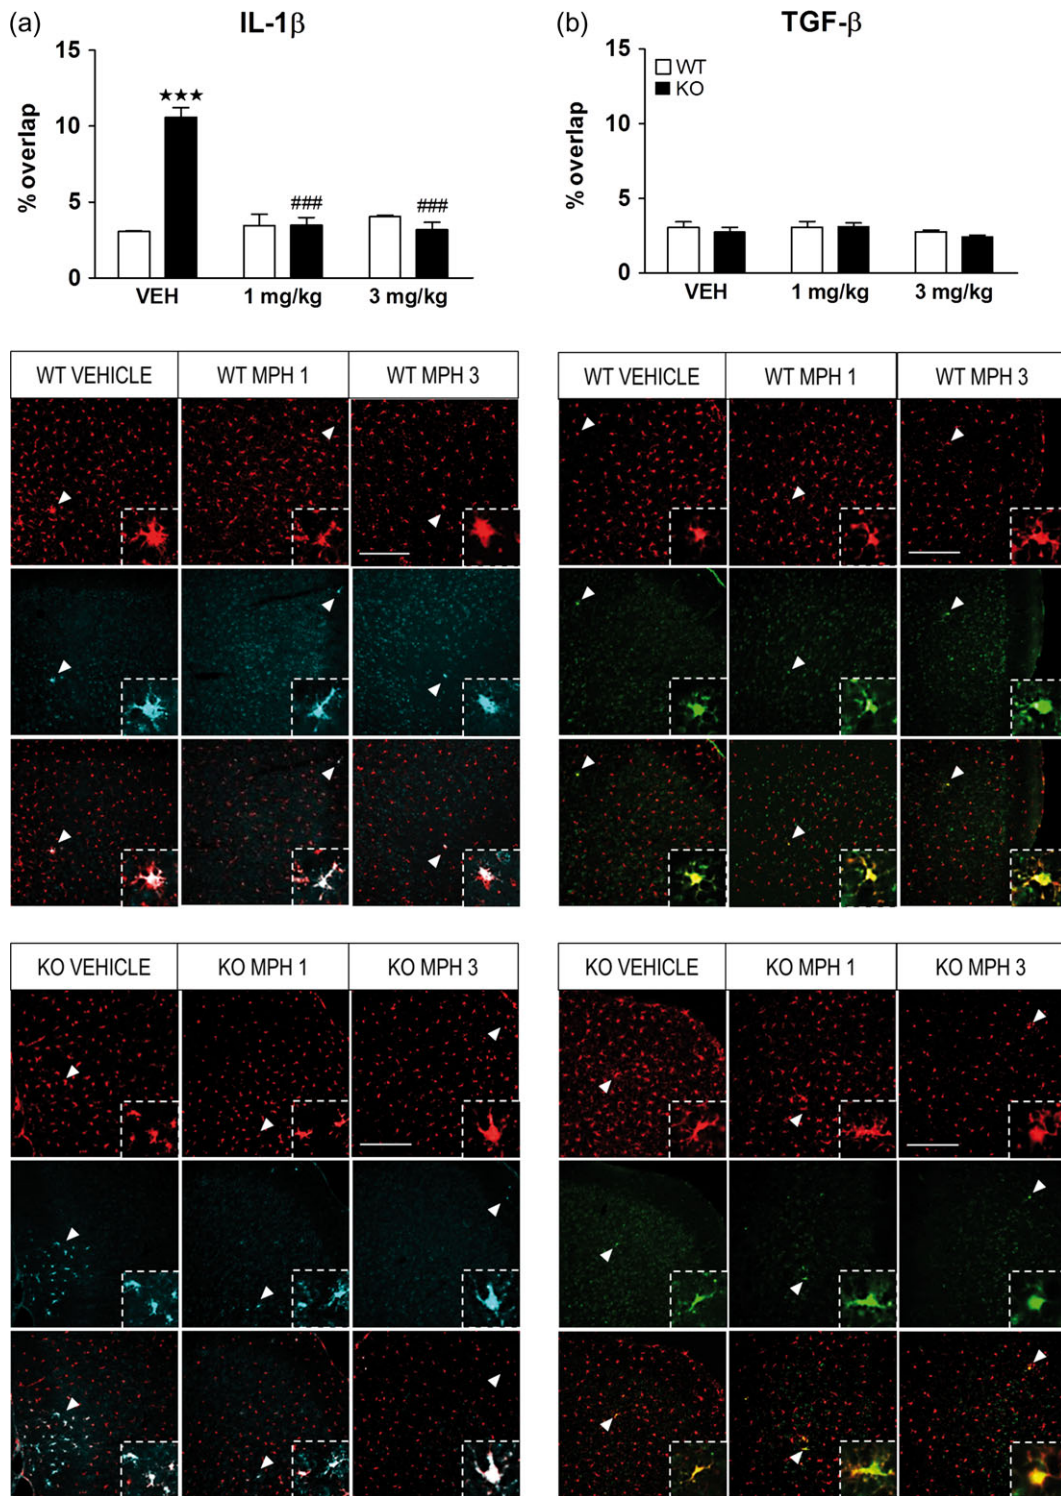 (a) IL-1β
15
10
5
0
% overlap
★★★
###
###
VEH 1 mg/kg 3 mg/kg
(b) TGF-β
15
10
5
0
% overlap
WT
KO
VEH 1 mg/kg 3 mg/kg
WT VEHICLE WT MPH 1 WT MPH 3
WT VEHICLE WT MPH 1 WT MPH 3
KO VEHICLE KO MPH 1 KO MPH 3
KO VEHICLE KO MPH 1 KO MPH 3